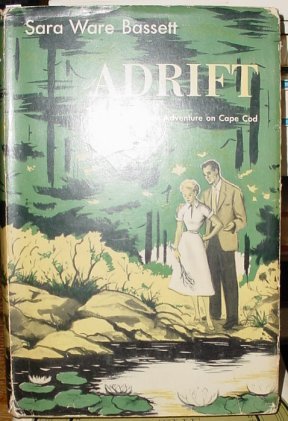 Sara Ware Bassett
ADRIFT
Adventure on Cape Cod